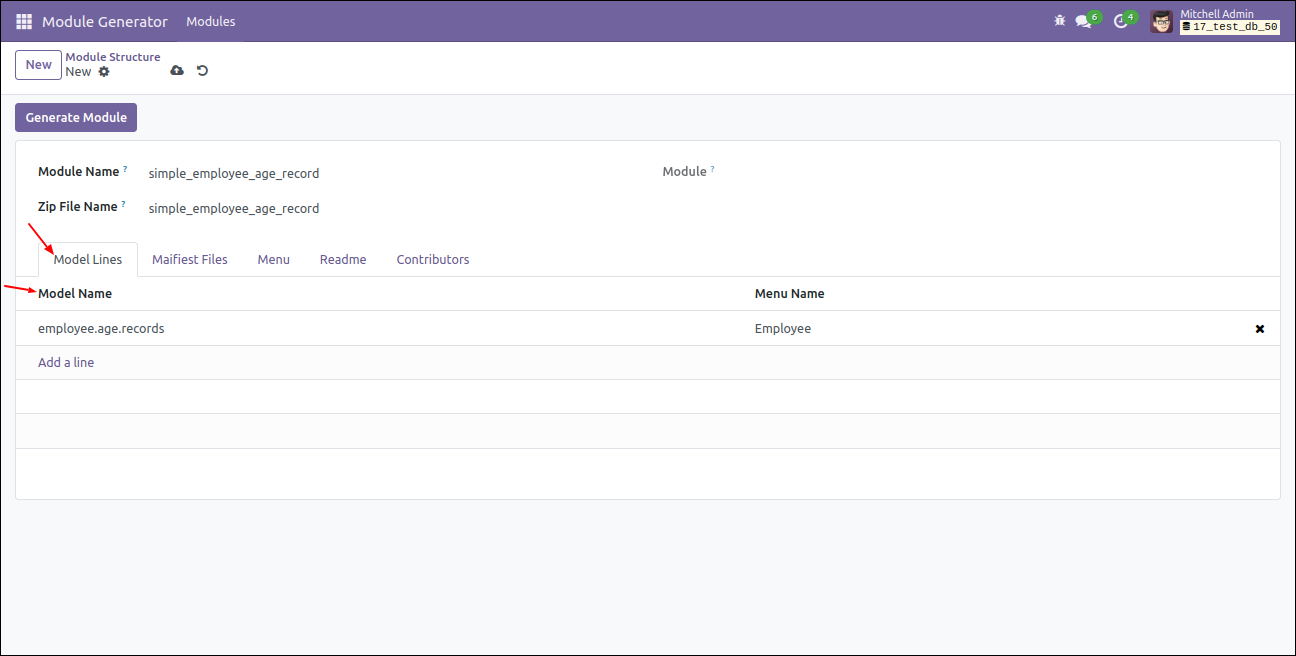 Module Generator Modules 6 4 Mitchell Admin
17_test_db_50
New Module Structure
New
Generate Module
Module Name ? simple_employee_age_record Module ?
Zip File Name ? simple_employee_age_record
Model Lines Maifiest Files Menu Readme Contributors
Model Name Menu Name
employee.age.records Employee
Add a line